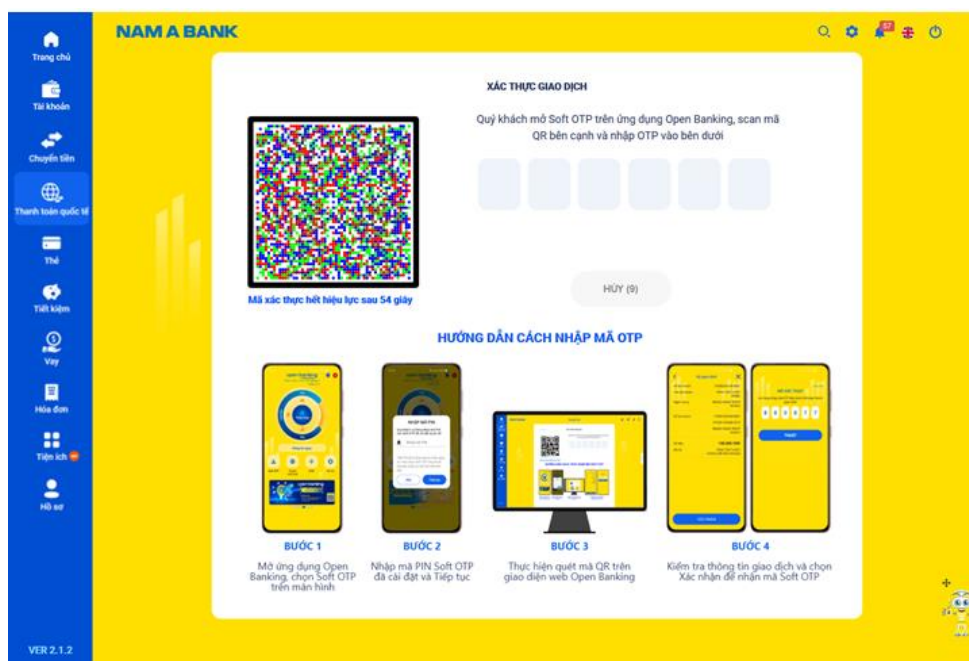 NAM A BANK
57
Trang chủ
Tài khoản
Chuyển tiền
Thanh toán quốc tế
Thẻ
Tiết kiệm
Vay
Hóa đơn
Tiện ích
Hồ sơ
VER 2.1.2
XÁC THỰC GIAO DỊCH
Quý khách mở Soft OTP trên ứng dụng Open Banking, scan mã
QR bên cạnh và nhập OTP vào bên dưới
Mã xác thực hết hiệu lực sau 54 giây
HỦY (9)
HƯỚNG DẪN CÁCH NHẬP MÃ OTP
BƯỚC 1
Mở ứng dụng Open
Banking, chọn Soft OTP
trên màn hình
BƯỚC 2
Nhập mã PIN Soft OTP
đã cài đặt và Tiếp tục
BƯỚC 3
Thực hiện quét mã QR trên
giao diện web Open Banking
BƯỚC 4
Kiểm tra thông tin giao dịch và chọn
Xác nhận để nhận mã Soft OTP